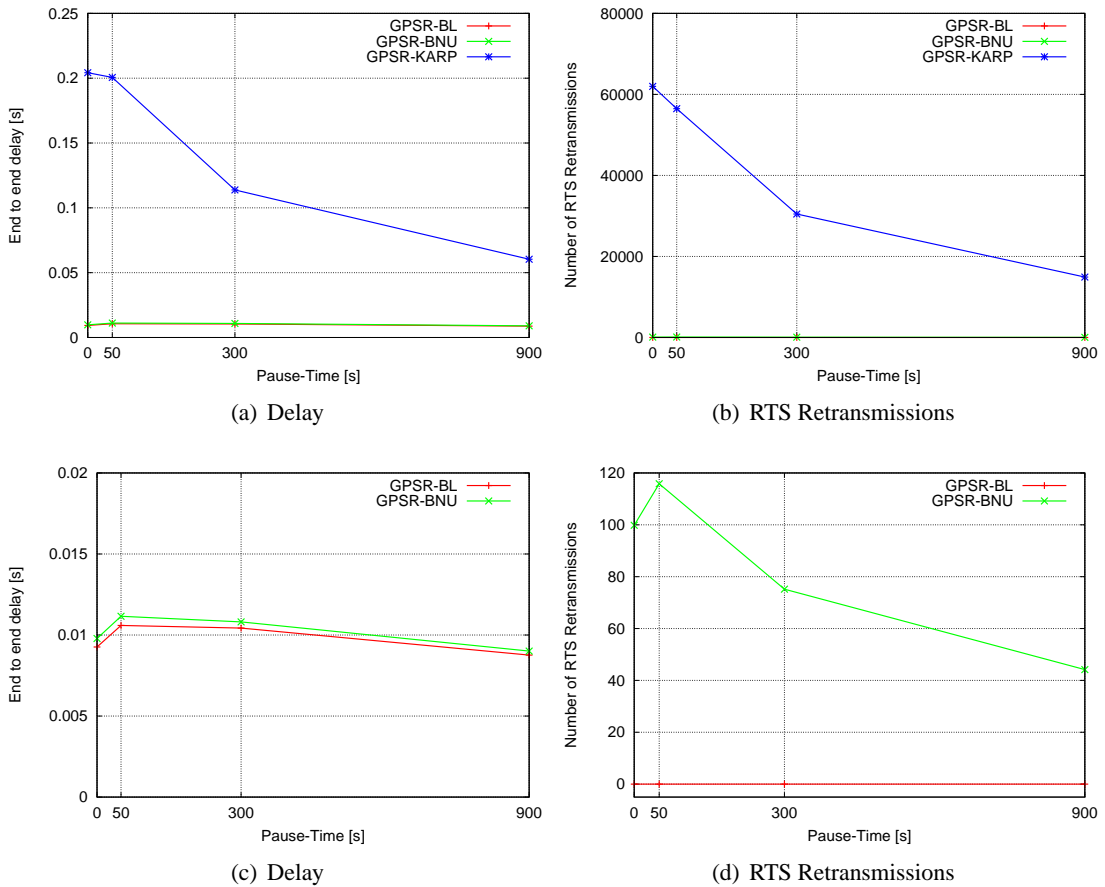 0.25
0.2
0.15
0.1
0.05
0
0 50 300 900
End to end delay [s]
Pause-Time [s]
GPSR-BL
GPSR-BNU
GPSR-KARP
(a) Delay
80000
60000
40000
20000
0
0 50 300 900
Number of RTS Retransmissions
Pause-Time [s]
GPSR-BL
GPSR-BNU
GPSR-KARP
(b) RTS Retransmissions
0.02
0.015
0.01
0.005
0
0 50 300 900
End to end delay [s]
Pause-Time [s]
GPSR-BL
GPSR-BNU
(c) Delay
120
100
80
60
40
20
0
0 50 300 900
Number of RTS Retransmissions
Pause-Time [s]
GPSR-BL
GPSR-BNU
(d) RTS Retransmissions